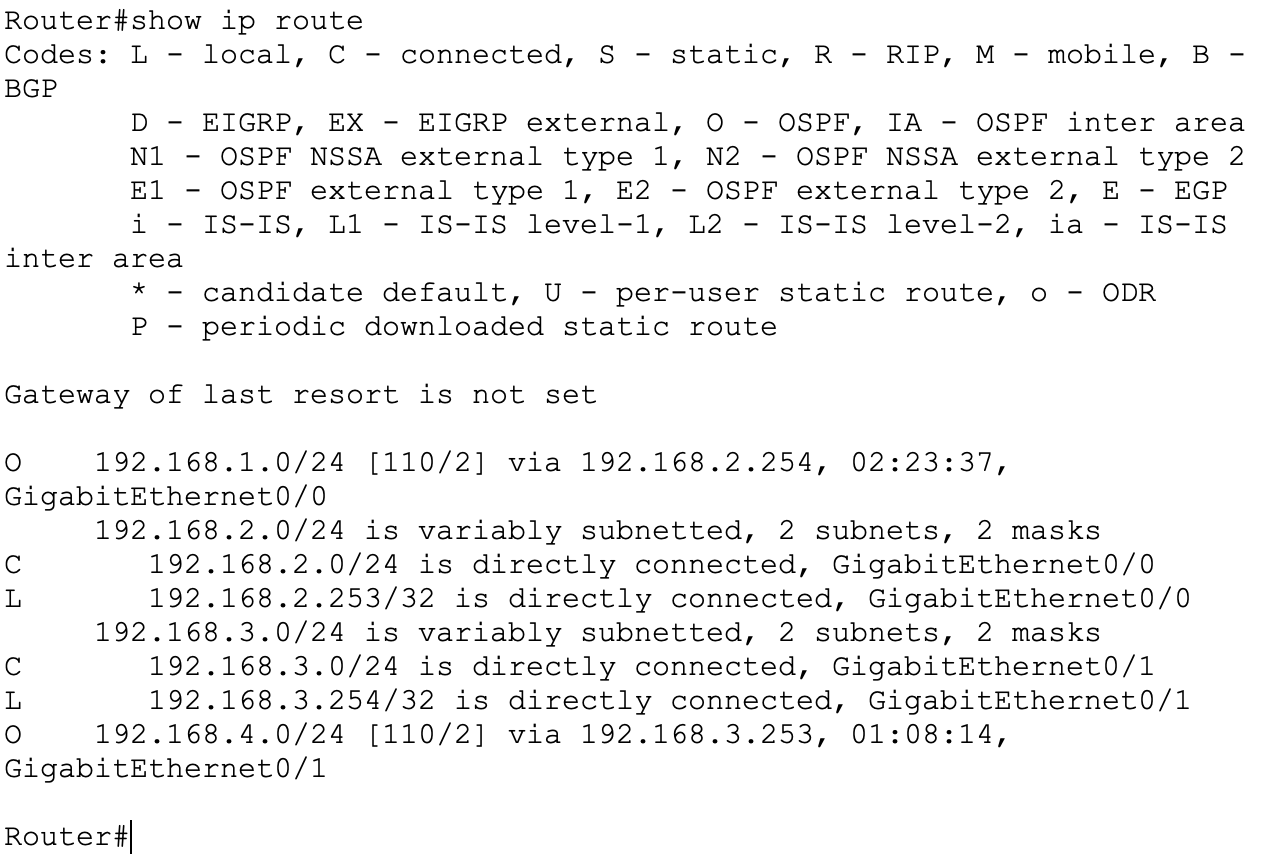 Router#show ip route
Codes: L - local, C - connected, S - static, R - RIP, M - mobile, B -
BGP
       D - EIGRP, EX - EIGRP external, O - OSPF, IA - OSPF inter area
       N1 - OSPF NSSA external type 1, N2 - OSPF NSSA external type 2
       E1 - OSPF external type 1, E2 - OSPF external type 2, E - EGP
       i - IS-IS, L1 - IS-IS level-1, L2 - IS-IS level-2, ia - IS-IS
inter area
       * - candidate default, U - per-user static route, o - ODR
       P - periodic downloaded static route

Gateway of last resort is not set

O    192.168.1.0/24 [110/2] via 192.168.2.254, 02:23:37,
GigabitEthernet0/0
     192.168.2.0/24 is variably subnetted, 2 subnets, 2 masks
C       192.168.2.0/24 is directly connected, GigabitEthernet0/0
L       192.168.2.253/32 is directly connected, GigabitEthernet0/0
     192.168.3.0/24 is variably subnetted, 2 subnets, 2 masks
C       192.168.3.0/24 is directly connected, GigabitEthernet0/1
L       192.168.3.254/32 is directly connected, GigabitEthernet0/1
O    192.168.4.0/24 [110/2] via 192.168.3.253, 01:08:14,
GigabitEthernet0/1

Router#